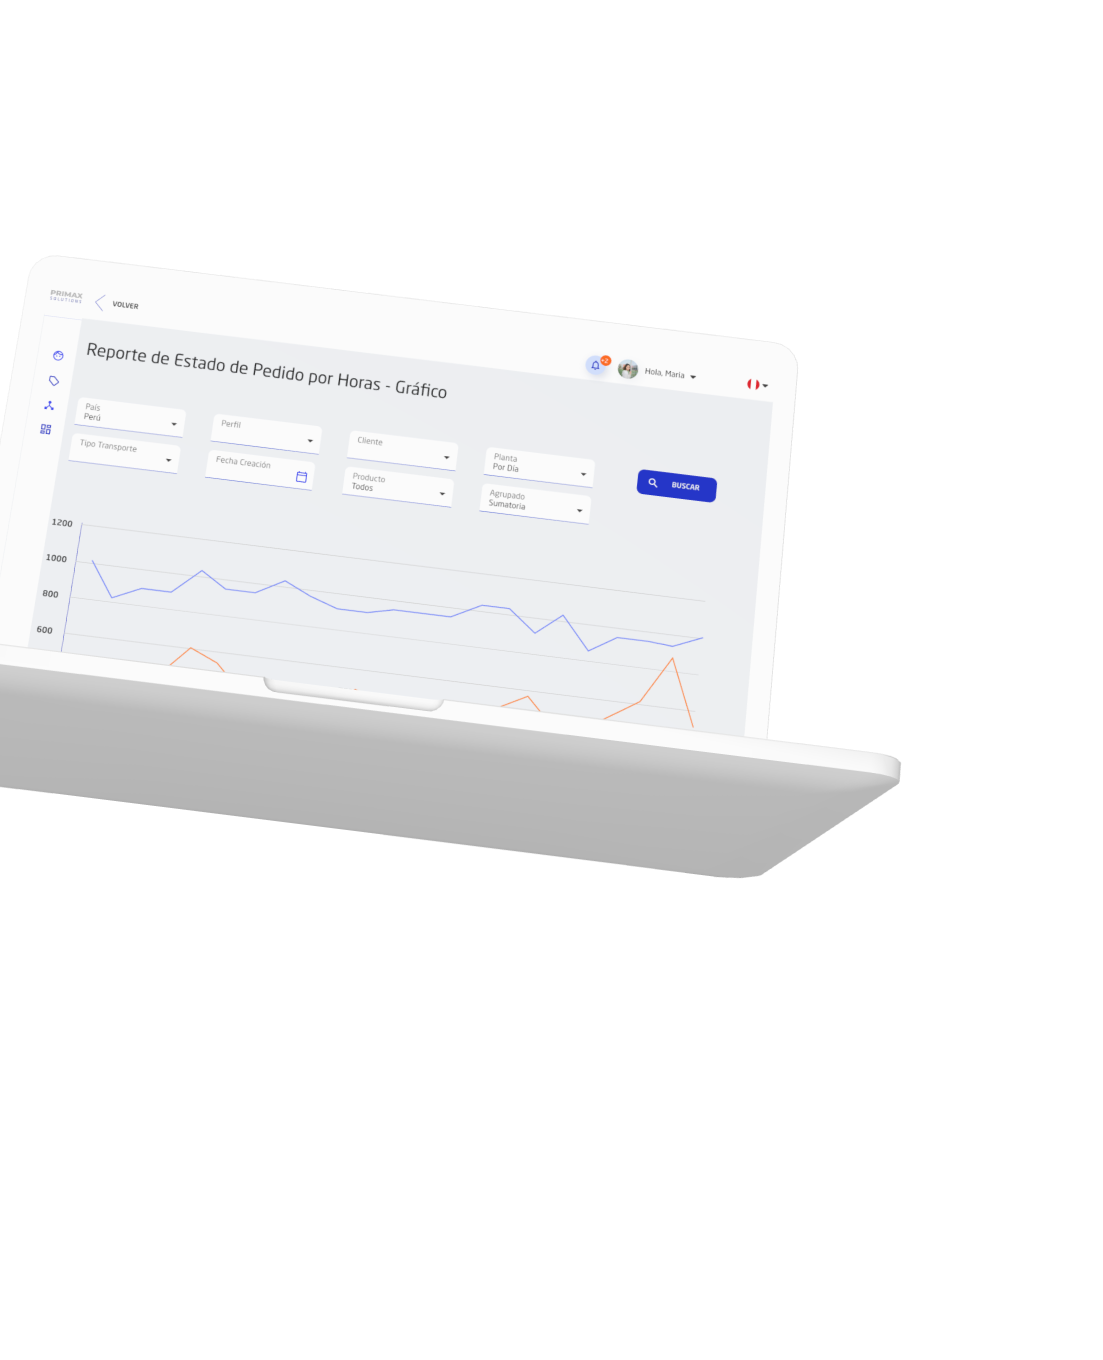 PRIMAX
SOLUTIONS
VOLVER
+2
Hola, Maria
Reporte de Estado de Pedido por Horas - Gráfico
País
Perú
Perfil
Cliente
Planta
Por Día
BUSCAR
Tipo Transporte
Fecha Creación
Producto
Todos
Agrupado
Sumatoria
1200
1000
800
600